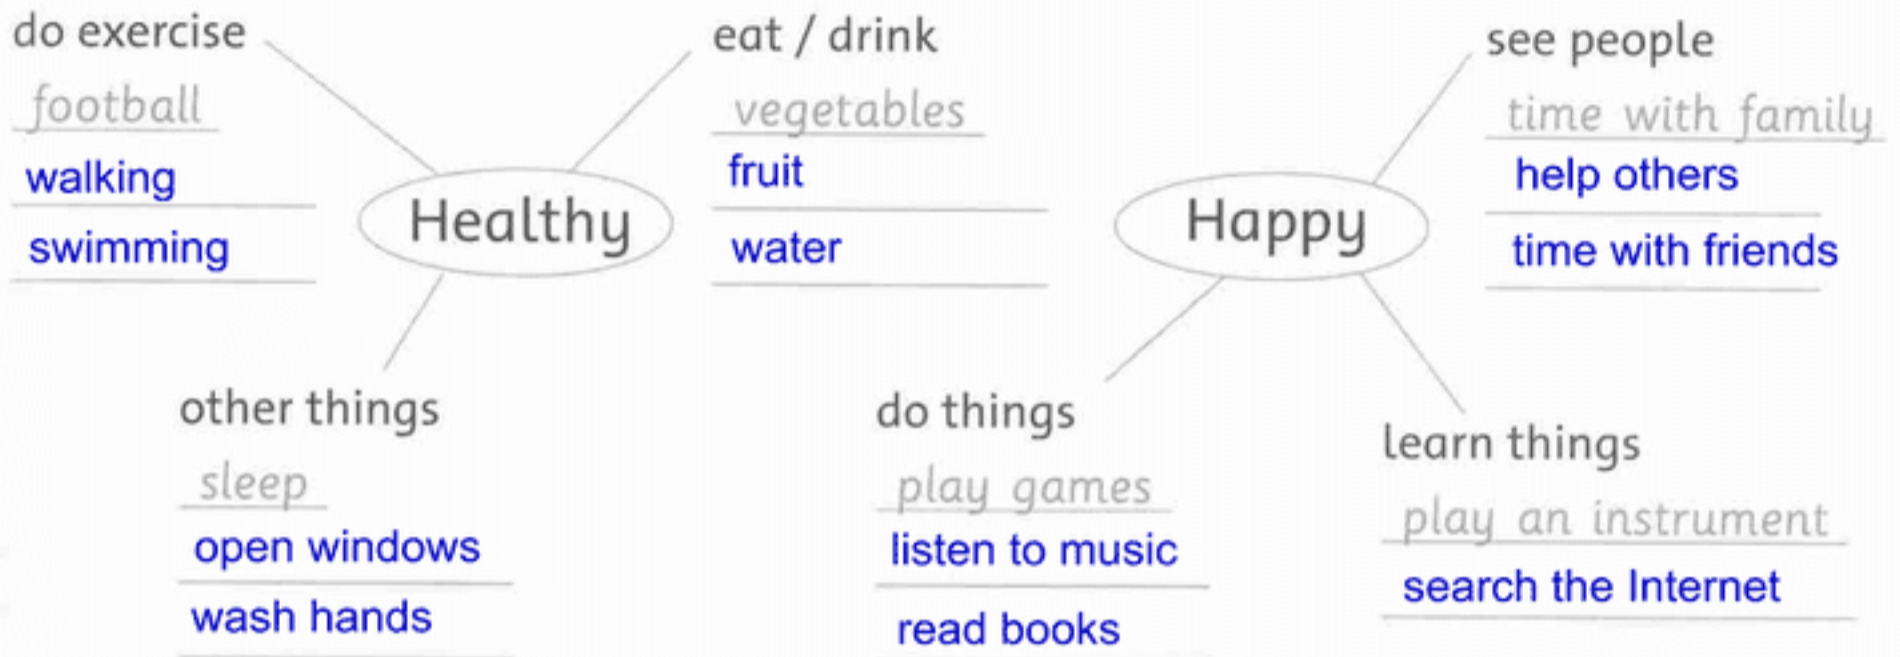 do exercise
football
walking
swimming
Healthy
eat / drink
vegetables
fruit
water
other things
sleep
open windows
wash hands
Happy
see people
time with family
help others
time with friends
do things
play games
listen to music
read books
learn things
play an instrument
search the Internet